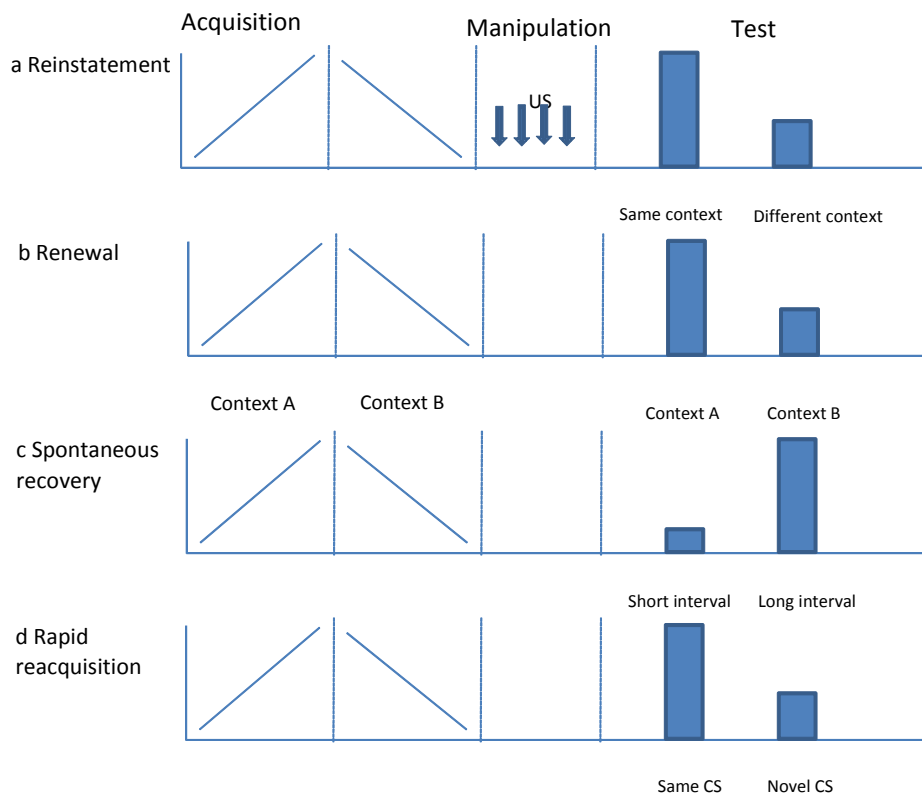 Acquisition
Manipulation
Test
a Reinstatement
US
Same context
Different context
b Renewal
Context A
Context B
Context A
Context B
c Spontaneous
recovery
Short interval
Long interval
d Rapid
reacquisition
Same CS
Novel CS